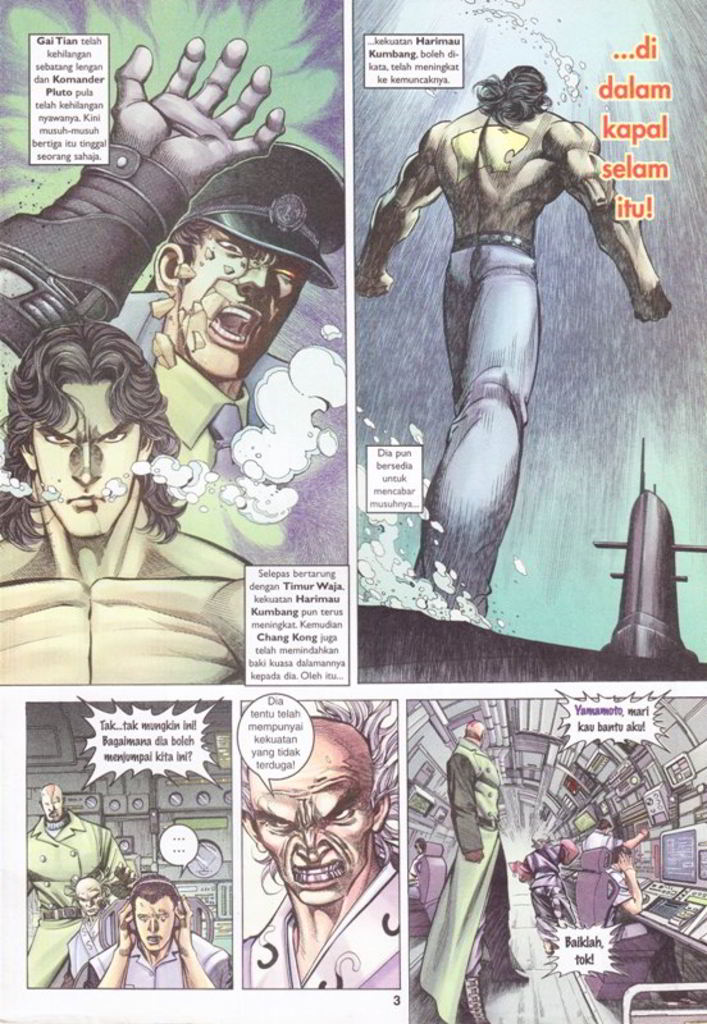 Gai Tian telah
kehilangan
sebatang lengan
dan Komander
Pluto pula
telah kehilangan
nyawanya. Kini
musuh-musuh
bertiga itu tinggal
seorang sahaja.
Selepas bertarung
dengan Timur Waja,
kekuatan Harimau
Kumbang pun terus
meningkat. Kemudian
Chang Kong juga
telah memindahkan
baki kuasa dalamannya
kepada dia. Oleh itu...
...kekuatan Harimau
Kumbang, boleh di-
kata, telah meningkat
ke kemuncaknya.
...di
dalam
kapal
selam
itu!
Dia pun
bersedia
untuk
mencabar
musuhnya...
Tak...tak mungkin ini!
Bagaimana dia boleh
menjumpai kita ini?
...
...
Dia
tentu telah
mempunyai
kekuatan
yang tidak
terduga!
Yamamoto, mari
kau bantu aku!
Baiklah,
tok!
3